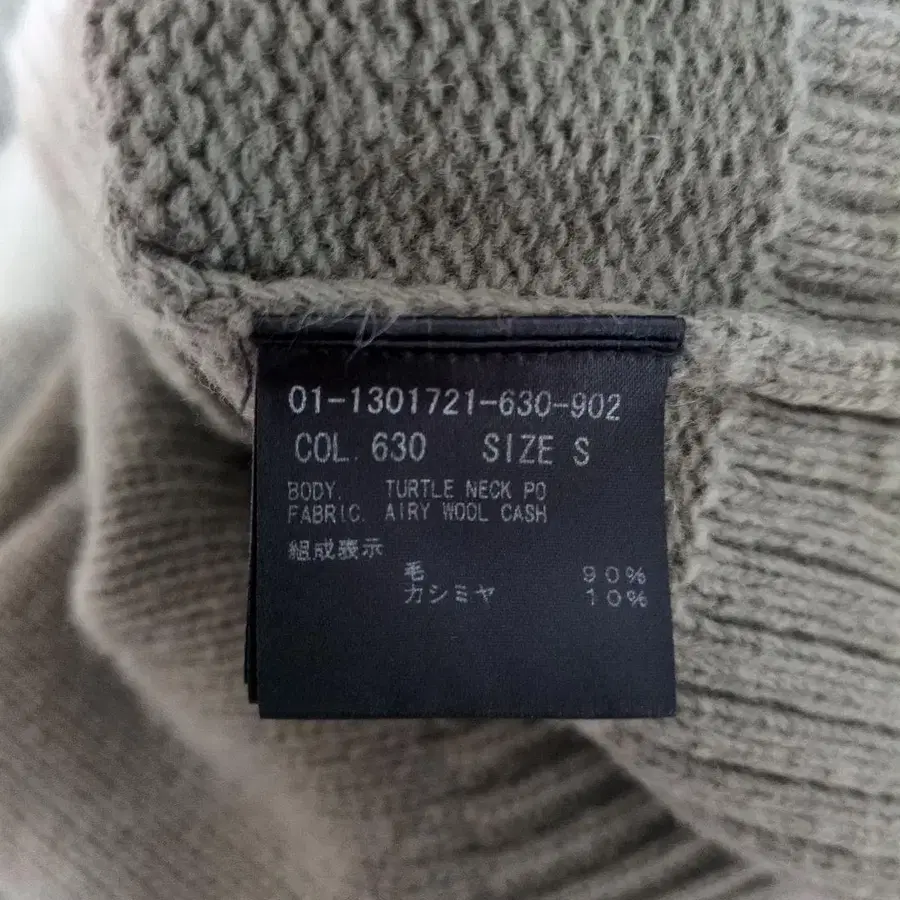 01-1301721-630-902
COL. 630 SIZE S
BODY. TURTLE NECK PO
FABRIC. AIRY WOOL CASH
組成表示
毛 90%
カシミヤ 10%